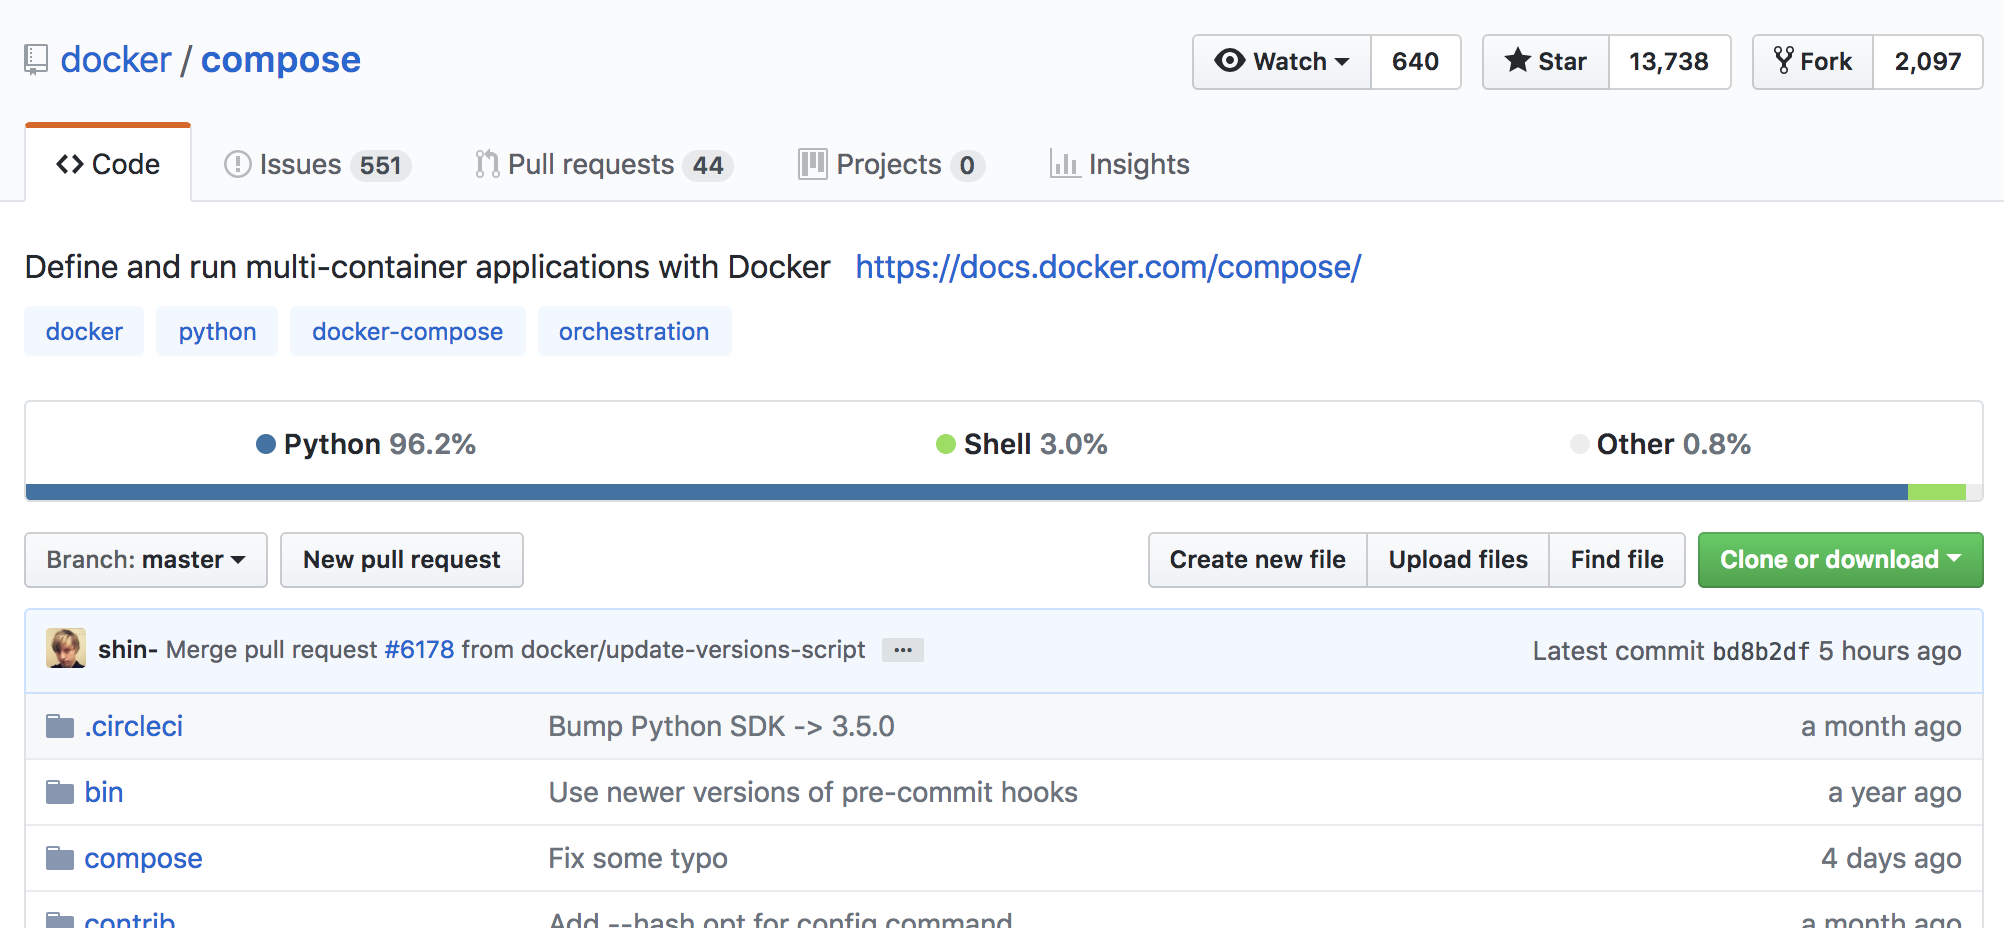 docker / compose
Watch 640 Star 13,738 Fork 2,097
Code Issues 551 Pull requests 44 Projects 0 Insights
Define and run multi-container applications with Docker https://docs.docker.com/compose/
docker python docker-compose orchestration
Python 96.2% Shell 3.0% Other 0.8%
Branch: master New pull request Create new file Upload files Find file Clone or download
shin- Merge pull request #6178 from docker/update-versions-script ... Latest commit bd8b2df 5 hours ago
.circleci Bump Python SDK -> 3.5.0 a month ago
bin Use newer versions of pre-commit hooks a year ago
compose Fix some typo 4 days ago
contrib Add --hash opt for config command a month ago